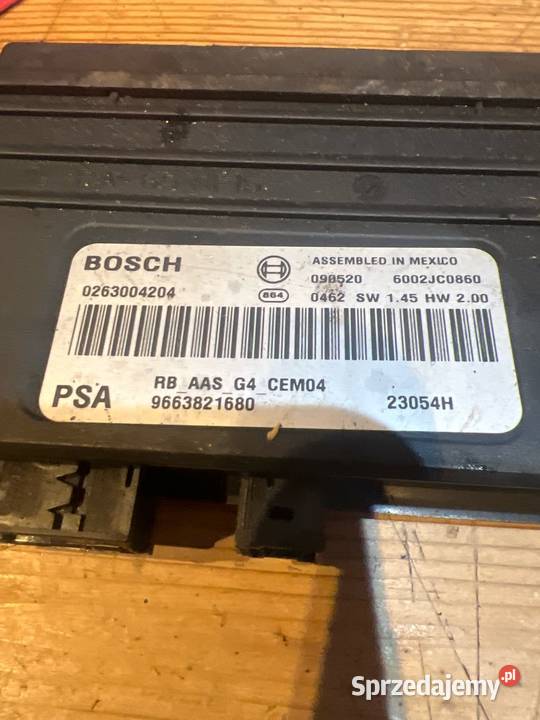 BOSCH
ASSEMBLED IN MEXICO
090520 6002JC0860
0263004204
864
0462 SW 1.45 HW 2.00
RB_AAS_G4_CEM04
PSA
9663821680
23054H
Sprzedajemy.pl